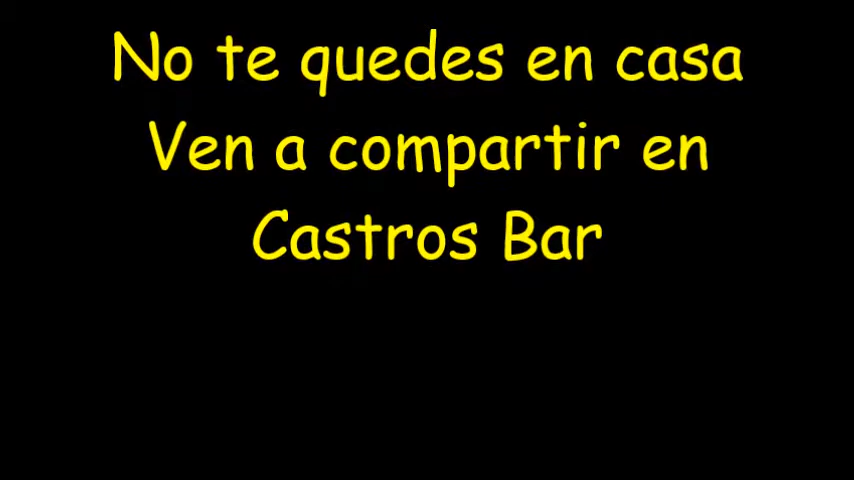 No te quedes en casa
Ven a compartir en
Castros Bar